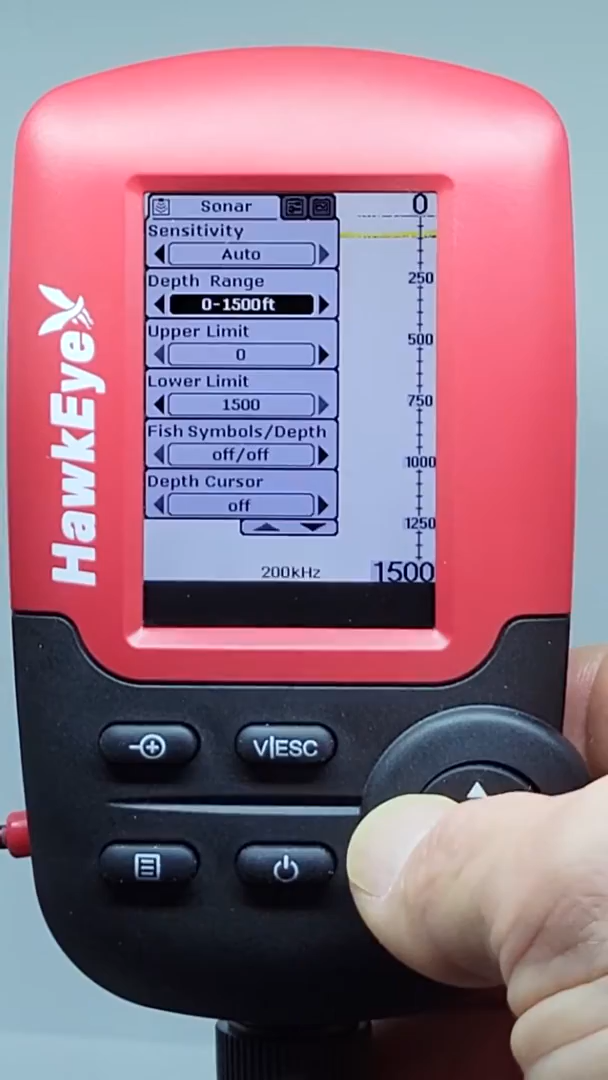 HawkEye
Sonar
Sensitivity
Auto
Depth Range
0-1500ft
Upper Limit
0
Lower Limit
1500
Fish Symbols/Depth
off/off
Depth Cursor
off
200kHz
0
250
500
750
1000
1250
1500
V|ESC